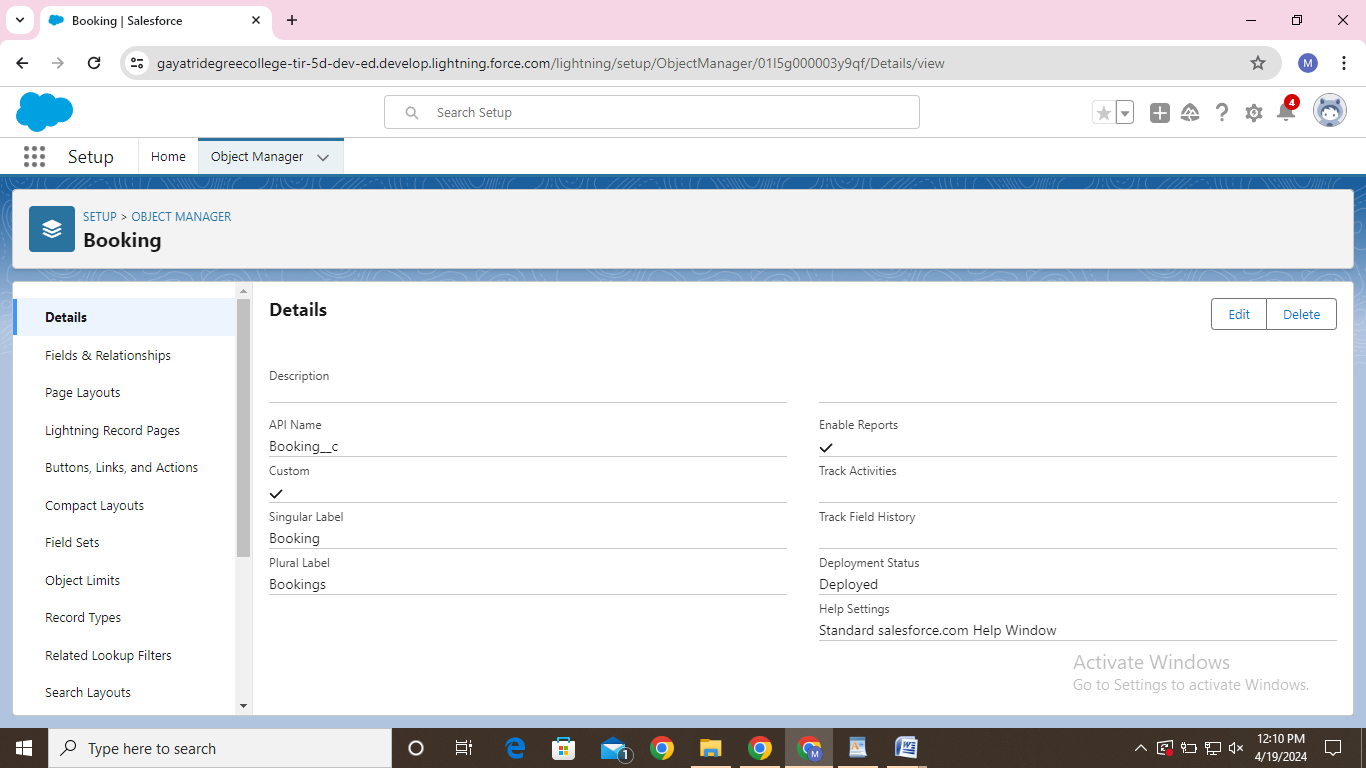 Booking | Salesforce
gayatridegreecollege-tir-5d-dev-ed.develop.lightning.force.com/lightning/setup/ObjectManager/01I5g000003y9qf/Details/view
M
Search Setup
4
Setup
Home
Object Manager
SETUP > OBJECT MANAGER
Booking
Details
Fields & Relationships
Page Layouts
Lightning Record Pages
Buttons, Links, and Actions
Compact Layouts
Field Sets
Object Limits
Record Types
Related Lookup Filters
Search Layouts
Details
Edit
Delete
Description
API Name
Booking__c
Custom
Singular Label
Booking
Plural Label
Bookings
Enable Reports
Track Activities
Track Field History
Deployment Status
Deployed
Help Settings
Standard salesforce.com Help Window
Activate Windows
Go to Settings to activate Windows.
Type here to search
1
M
12:10 PM
4/19/2024